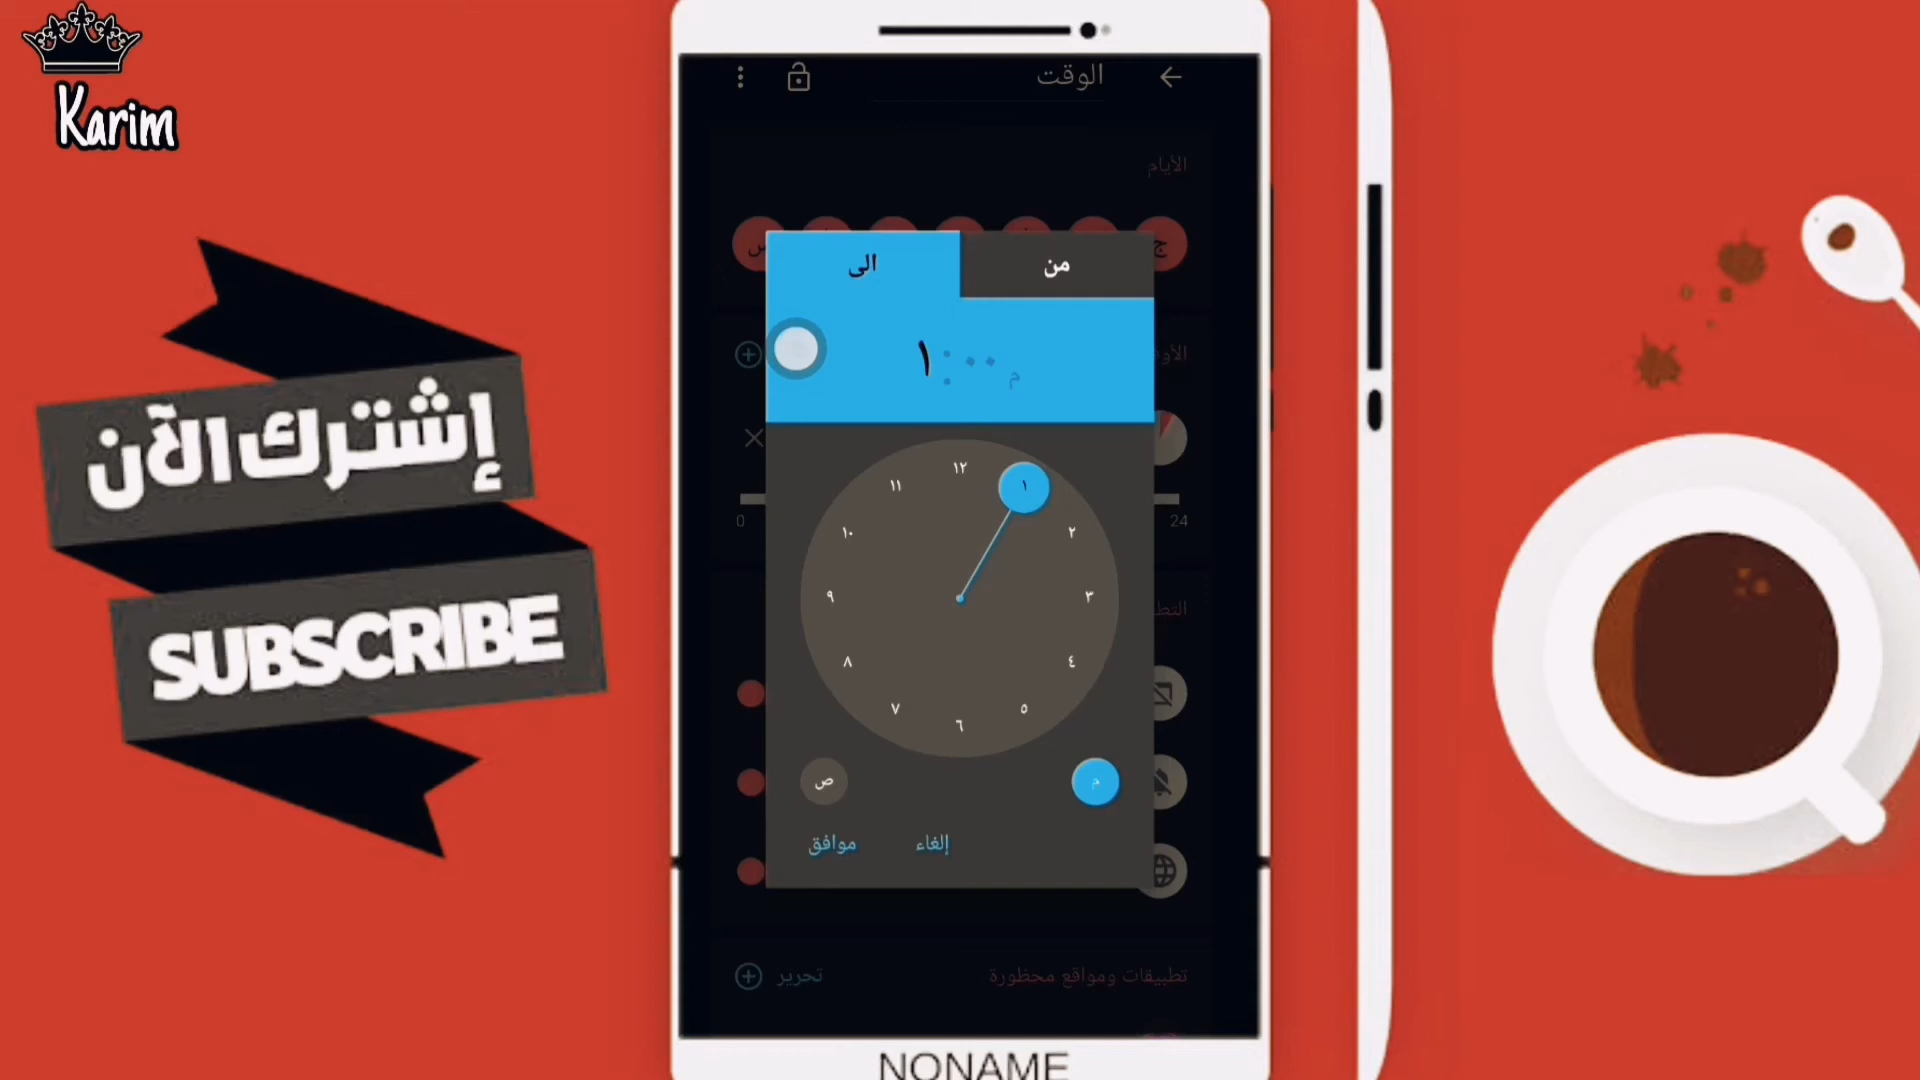 Karim
إشترك الآن
SUBSCRIBE
الوقت
الأيام
ج
س
من
الى
١:٠٠ م
0
24
١٢
١
٢
٣
٤
٥
٦
٧
٨
٩
١٠
١١
ص
م
موافق
إلغاء
تطبيقات ومواقع محظورة
تحرير
NONAME